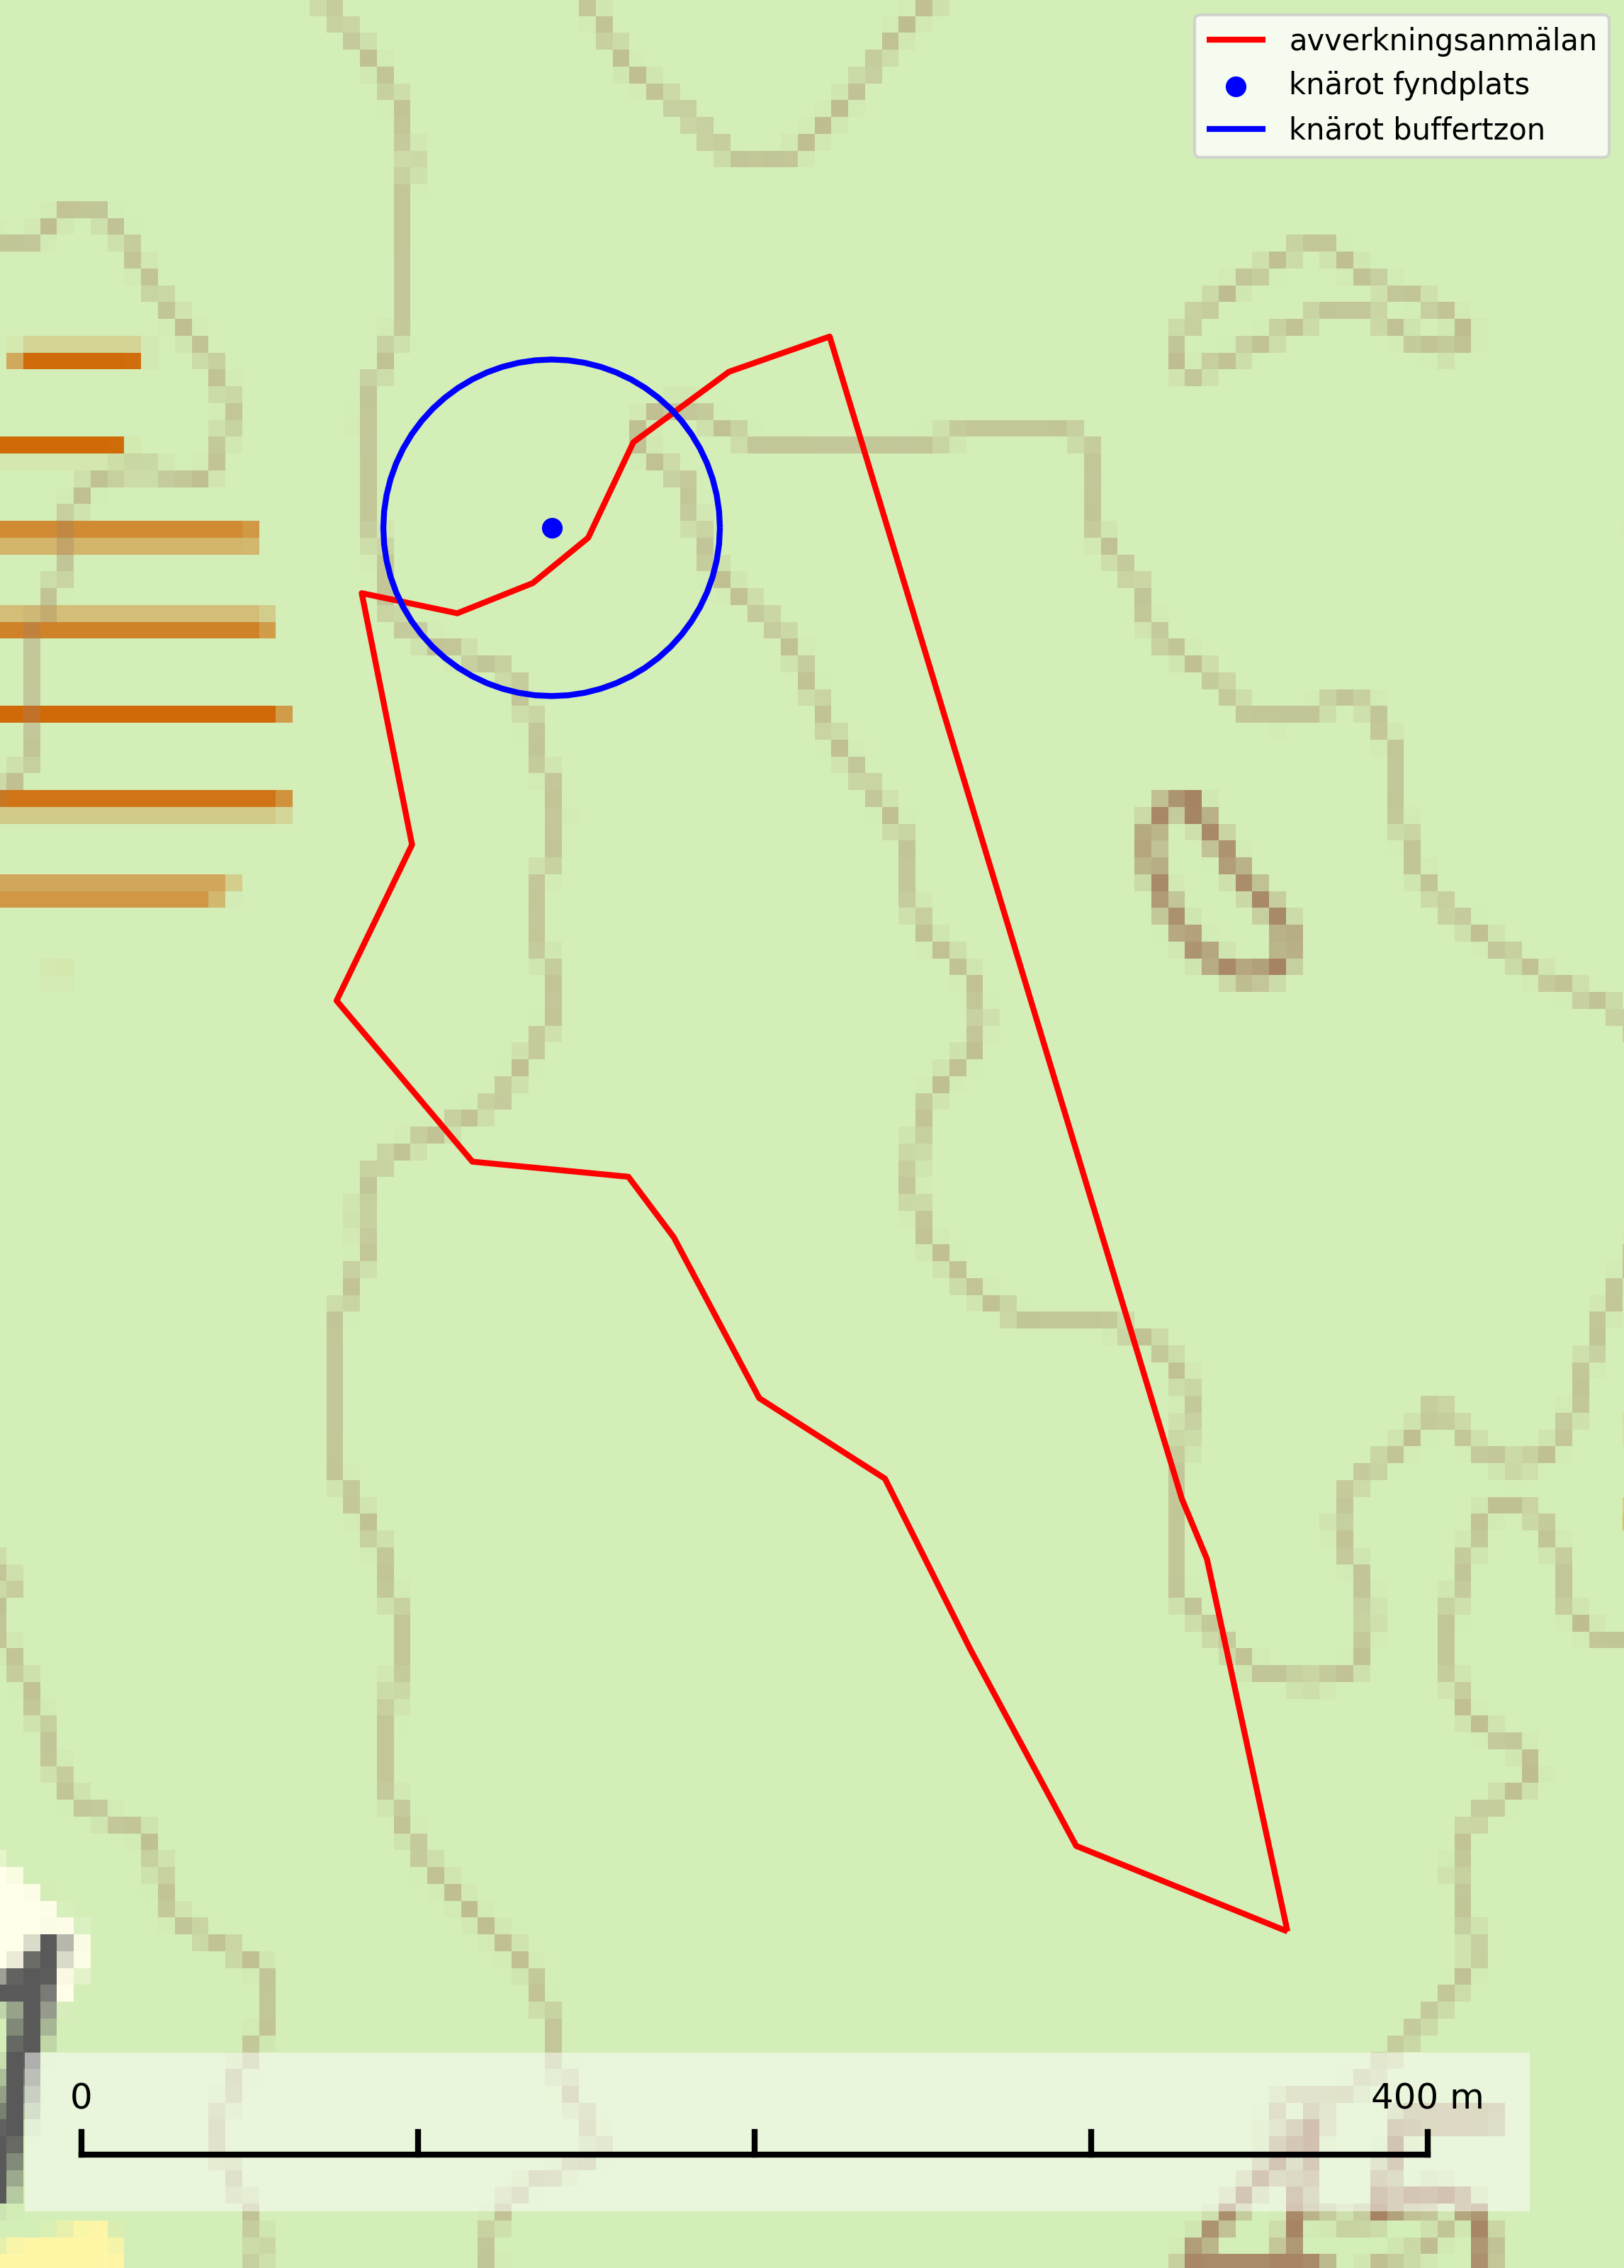 avverkningsanmälan
knärot fyndplats
knärot buffertzon
0 400 m